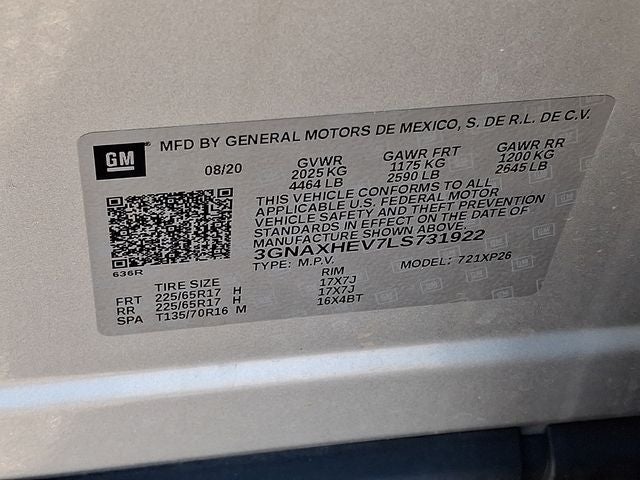 GM
MFD BY GENERAL MOTORS DE MEXICO, S. DE R.L. DE C.V.
08/20 GVWR GAWR FRT GAWR RR
2025 KG 1175 KG 1200 KG
4464 LB 2590 LB 2645 LB
THIS VEHICLE CONFORMS TO ALL
APPLICABLE U.S. FEDERAL MOTOR
VEHICLE SAFETY AND THEFT PREVENTION
STANDARDS IN EFFECT ON THE DATE OF
MANUFACTURE SHOWN ABOVE.
3GNAXHEV7LS731922
TYPE: M.P.V. MODEL: 721XP26
636R
TIRE SIZE RIM
FRT 225/65R17 H 17X7J
RR 225/65R17 H 17X7J
SPA T135/70R16 M 16X4BT